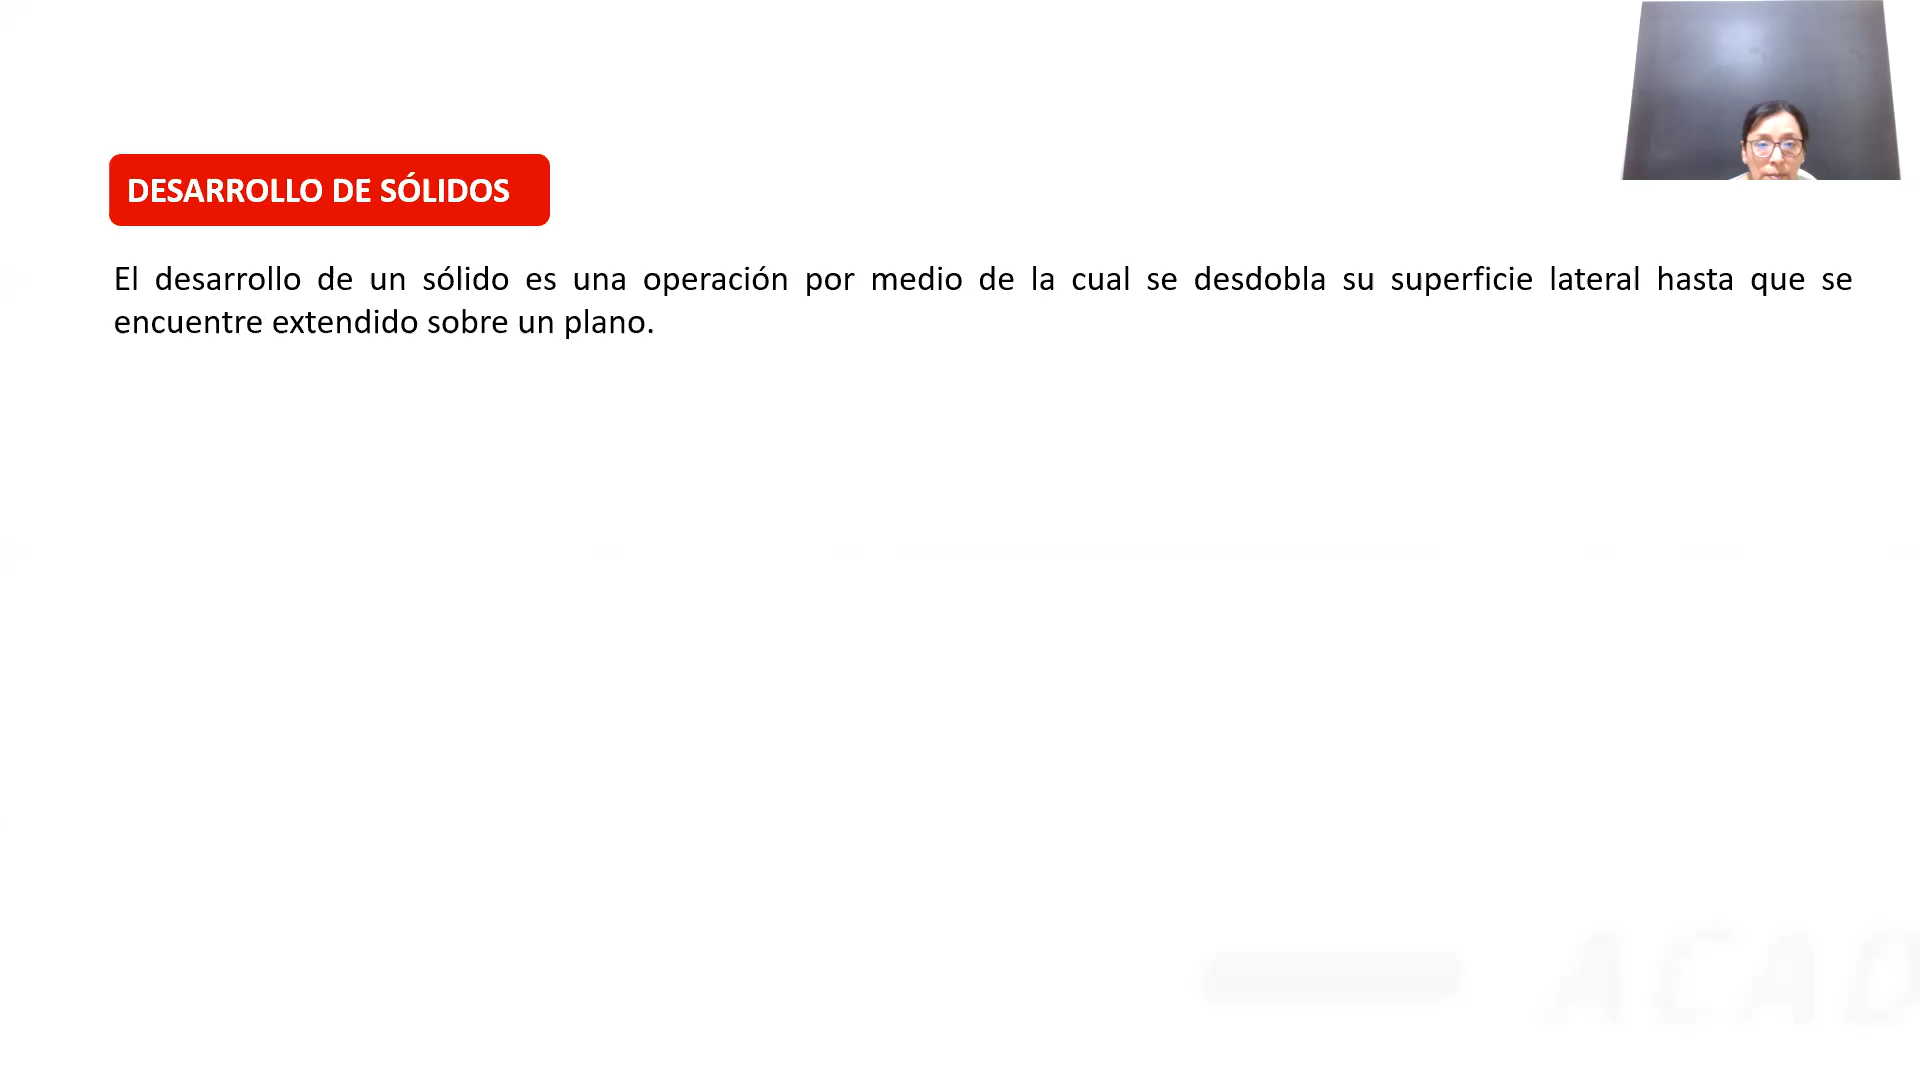 DESARROLLO DE SÓLIDOS
El desarrollo de un sólido es una operación por medio de la cual se desdobla su superficie lateral hasta que se
encuentre extendido sobre un plano.
ACAD